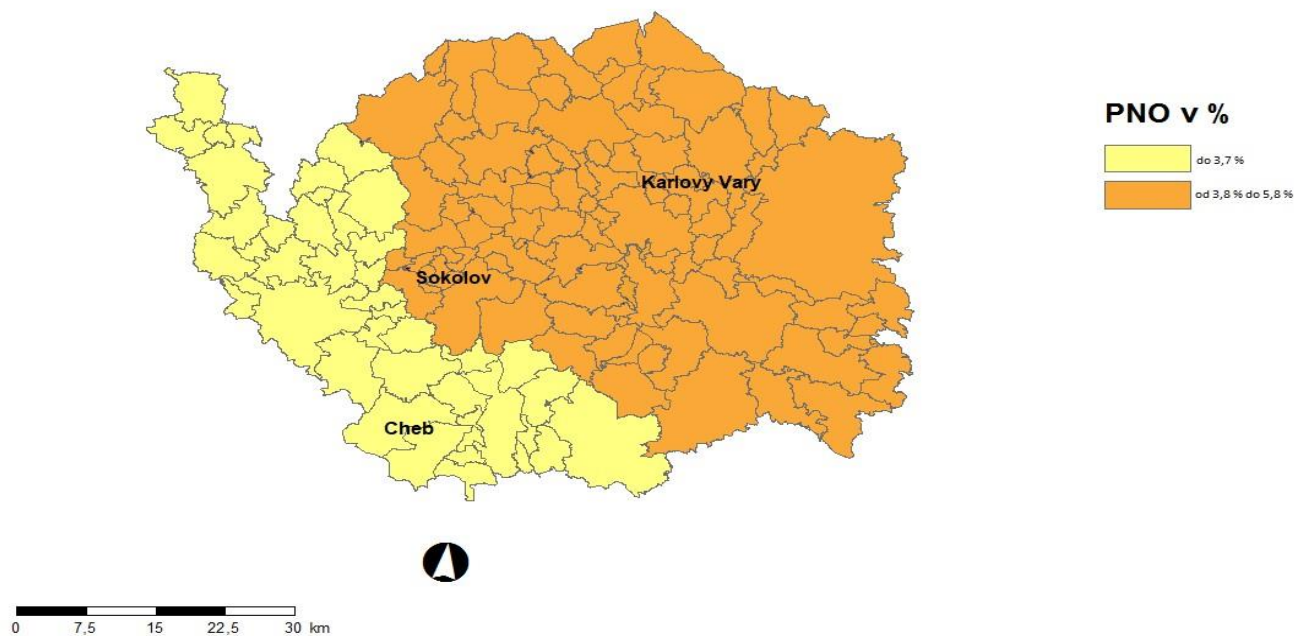 PNO v %
do 3,7 %
od 3,8 % do 5,8 %
Karlovy Vary
Sokolov
Cheb
0 7,5 15 22,5 30 km